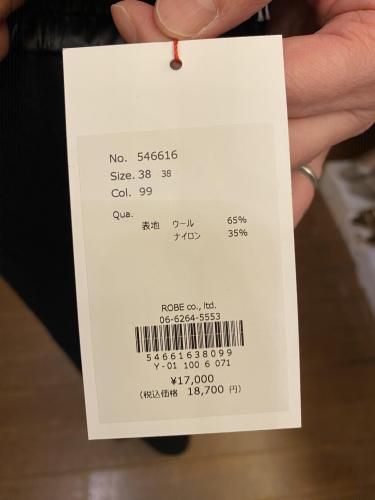 No. 546616
Size. 38 38
Col. 99
Qua.
表地 ウール 65%
ナイロン 35%
ROBE co., ltd.
06-6264-5553
54661638099
Y-01 100 6 071
¥17,000
(税込価格 18,700 円)